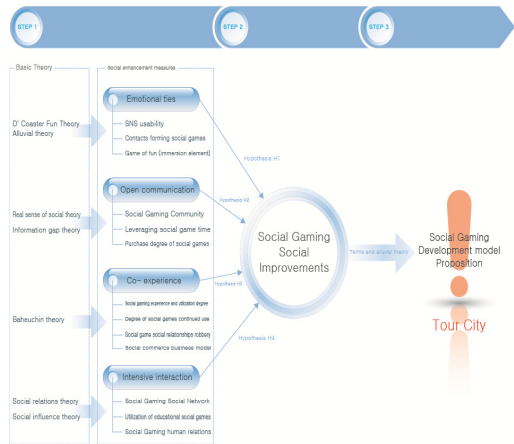 STEP 1
STEP 2
STEP 3
Basic Theory
Social enhancement measures
D' Coaster Fun Theory
Alluvial theory
Emotional ties
SNS usability
Contacts forming social games
Game of fun (immersion element)
Hypothesis H1
Real sense of social theory
Information gap theory
Open communication
Social Gaming Community
Leveraging social game time
Purchase degree of social games
Hypothesis H2
Baheuchin theory
Co- experience
Social gaming experience and utilization degree
Degree of social games continued use
Social game social relationships robbery
Social commerce business model
Hypothesis H3
Social relations theory
Social influence theory
Intensive interaction
Social Gaming Social Network
Utilization of educational social games
Social Gaming human relations
Hypothesis H4
Social Gaming
Social
Improvements
Terms and alluvial theory
Social Gaming
Development model
Proposition
Tour City